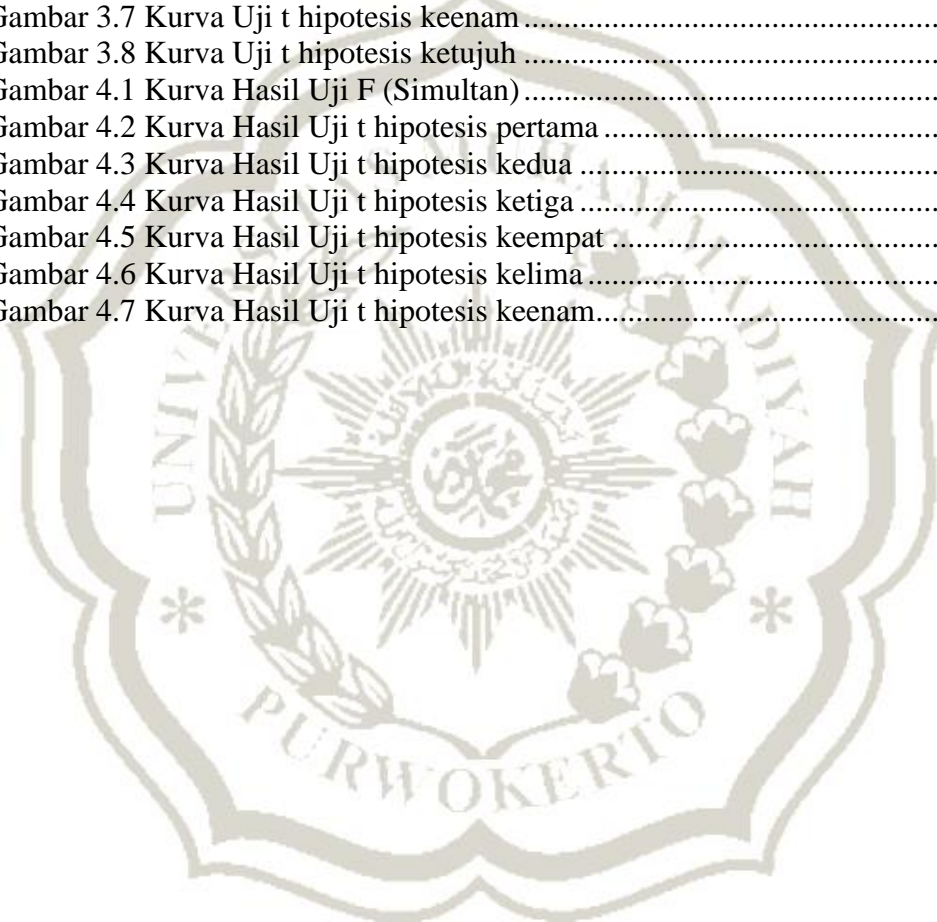 Gambar 3.7 Kurva Uji t hipotesis keenam ........................................................
Gambar 3.8 Kurva Uji t hipotesis ketujuh ........................................................
Gambar 4.1 Kurva Hasil Uji F (Simultan) ........................................................
Gambar 4.2 Kurva Hasil Uji t hipotesis pertama .............................................
Gambar 4.3 Kurva Hasil Uji t hipotesis kedua ................................................
Gambar 4.4 Kurva Hasil Uji t hipotesis ketiga ................................................
Gambar 4.5 Kurva Hasil Uji t hipotesis keempat ............................................
Gambar 4.6 Kurva Hasil Uji t hipotesis kelima ...............................................
Gambar 4.7 Kurva Hasil Uji t hipotesis keenam..............................................
UNIVERSITAS MUHAMMADIYAH
PURWOKERTO